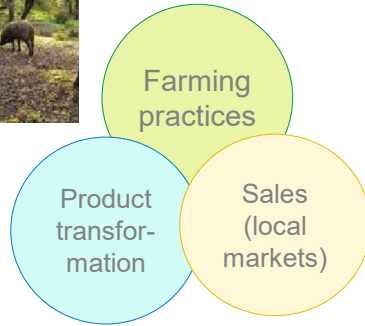 Farming
practices
Product
transfor-
mation
Sales
(local
markets)